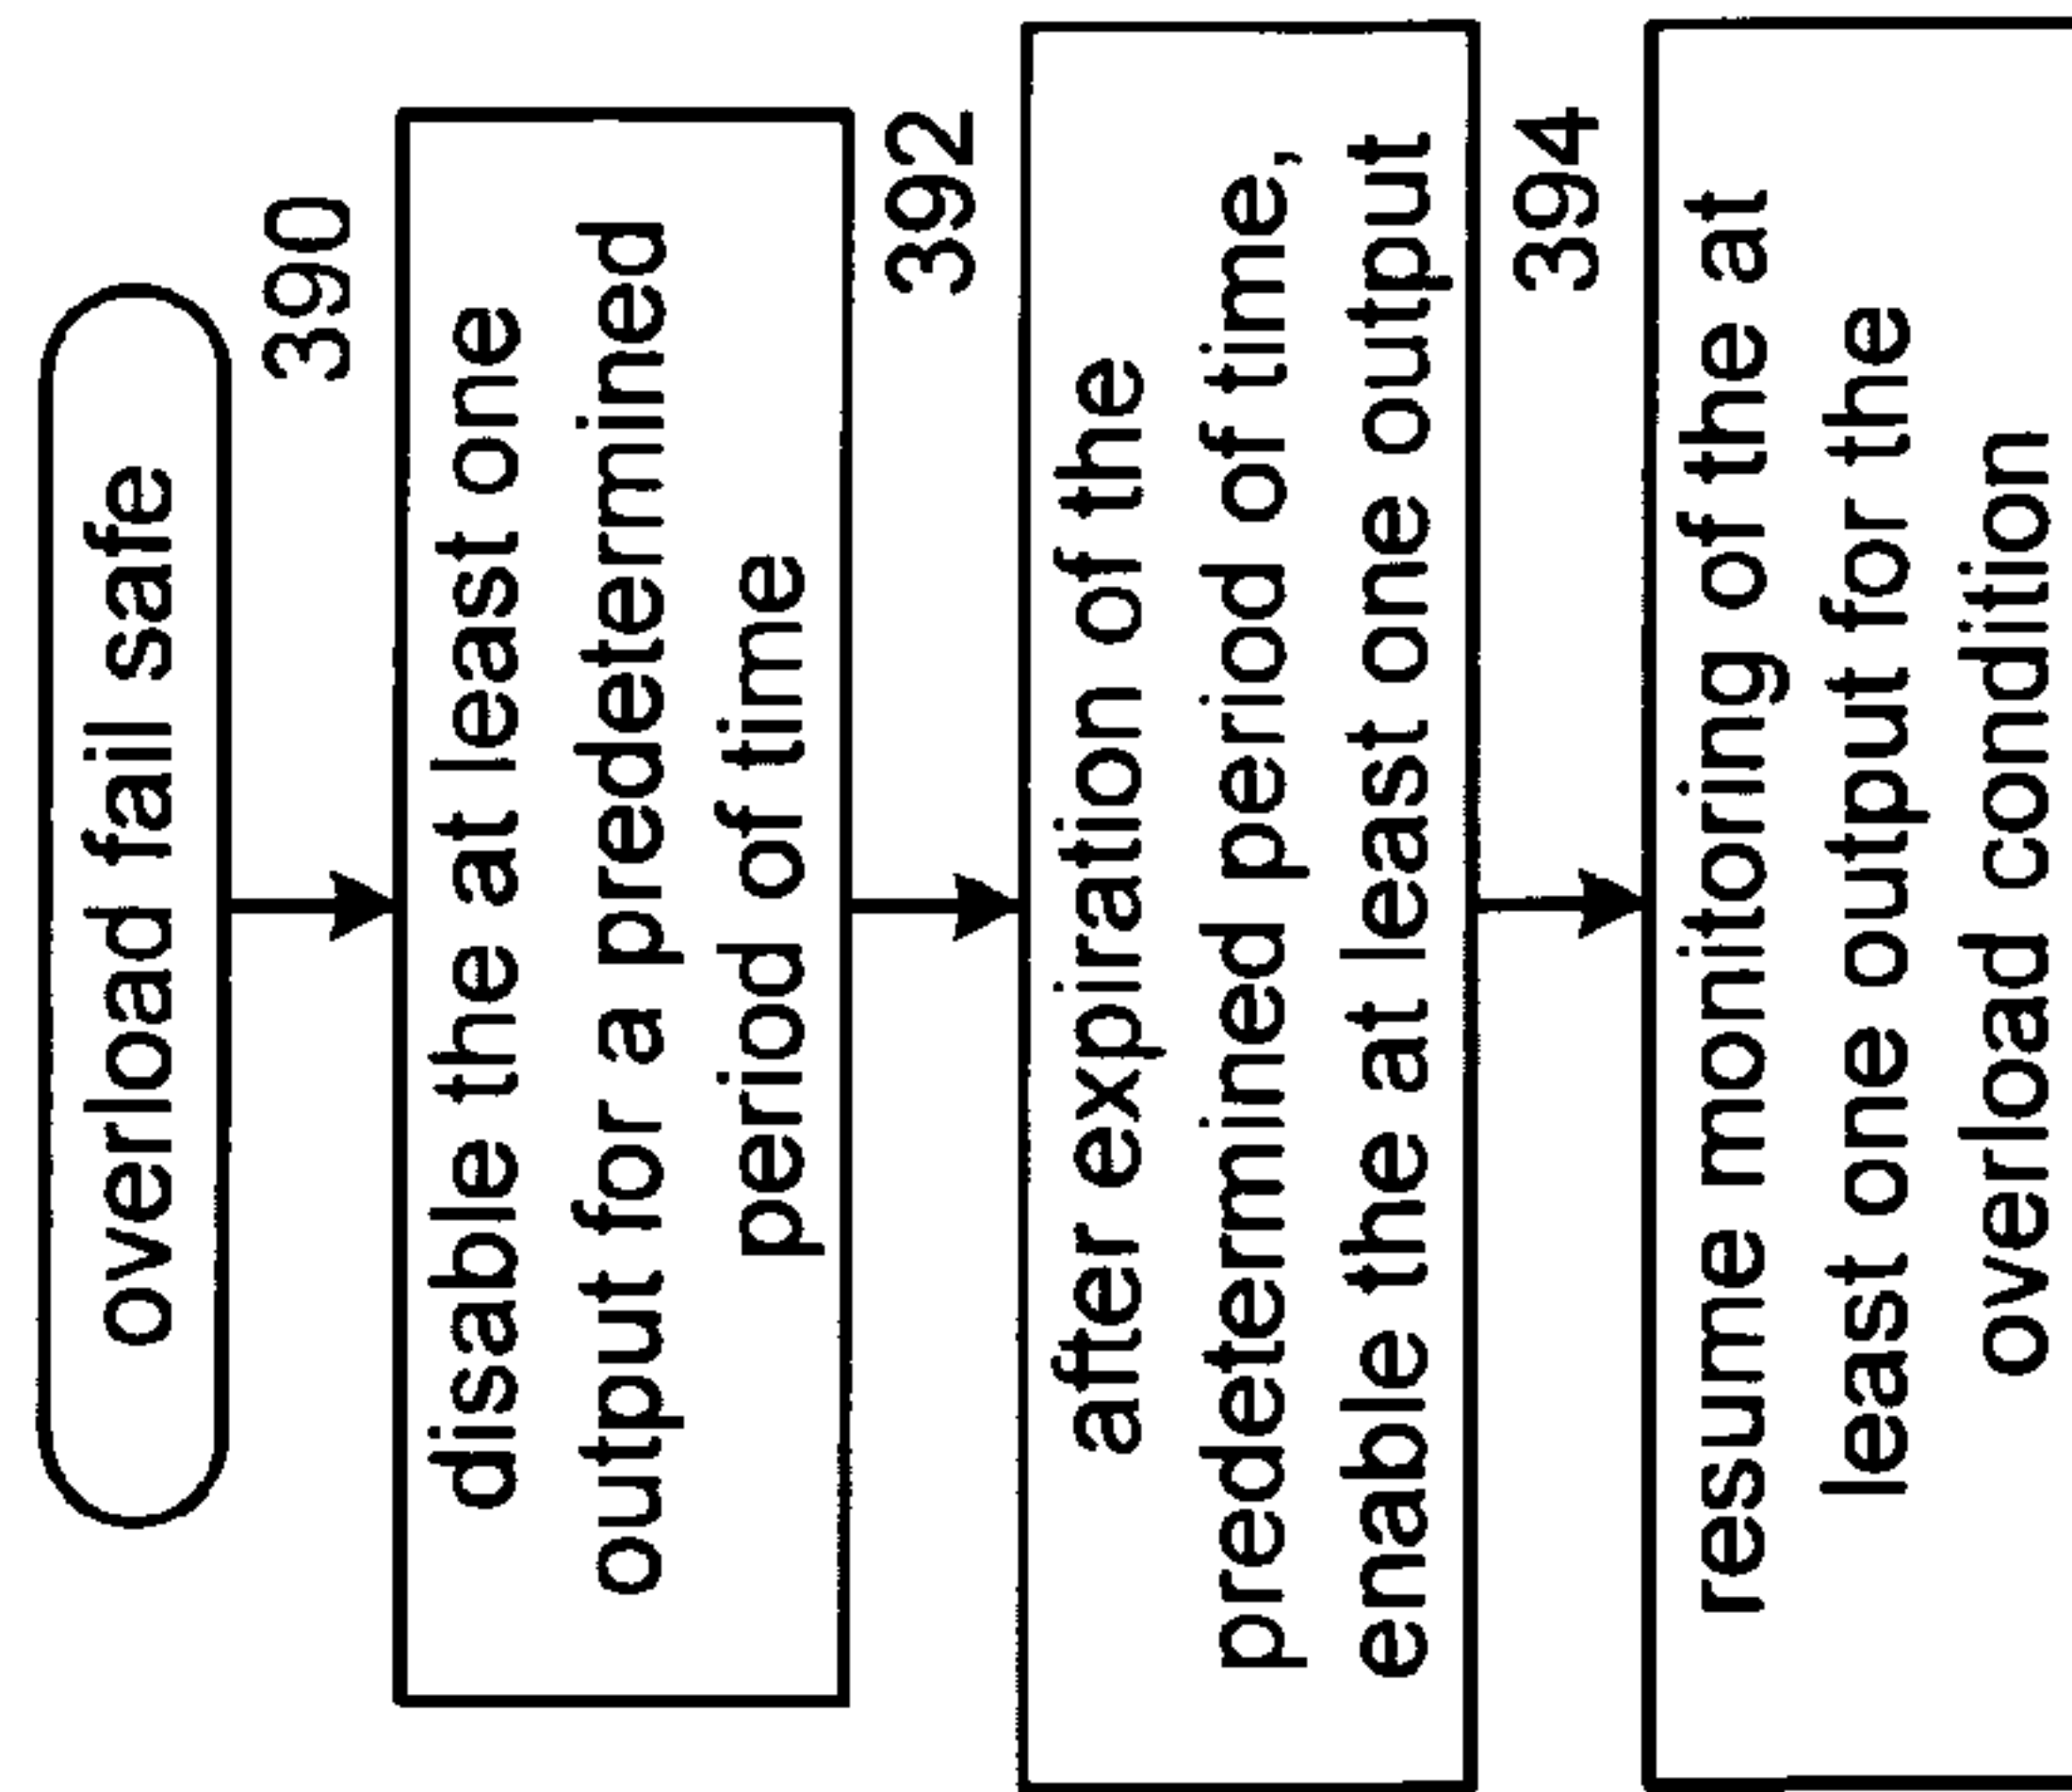 overload fail safe
390
disable the at least one
output for a predetermined
period of time
392
after expiration of the
predetermined period of time,
enable the at least one output
394
resume monitoring of the at
least one output for the
overload condition